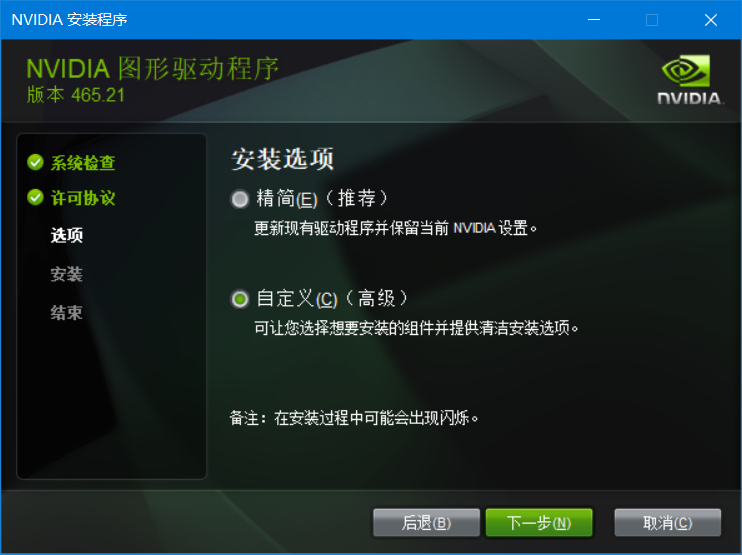 NVIDIA 安装程序
NVIDIA 图形驱动程序
版本 465.21
NVIDIA.
系统检查
许可协议
选项
安装
结束
安装选项
精简(E)（推荐）
更新现有驱动程序并保留当前 NVIDIA 设置。
自定义(C)（高级）
可让您选择想要安装的组件并提供清洁安装选项。
备注：在安装过程中可能会出现闪烁。
后退(B)
下一步(N)
取消(C)